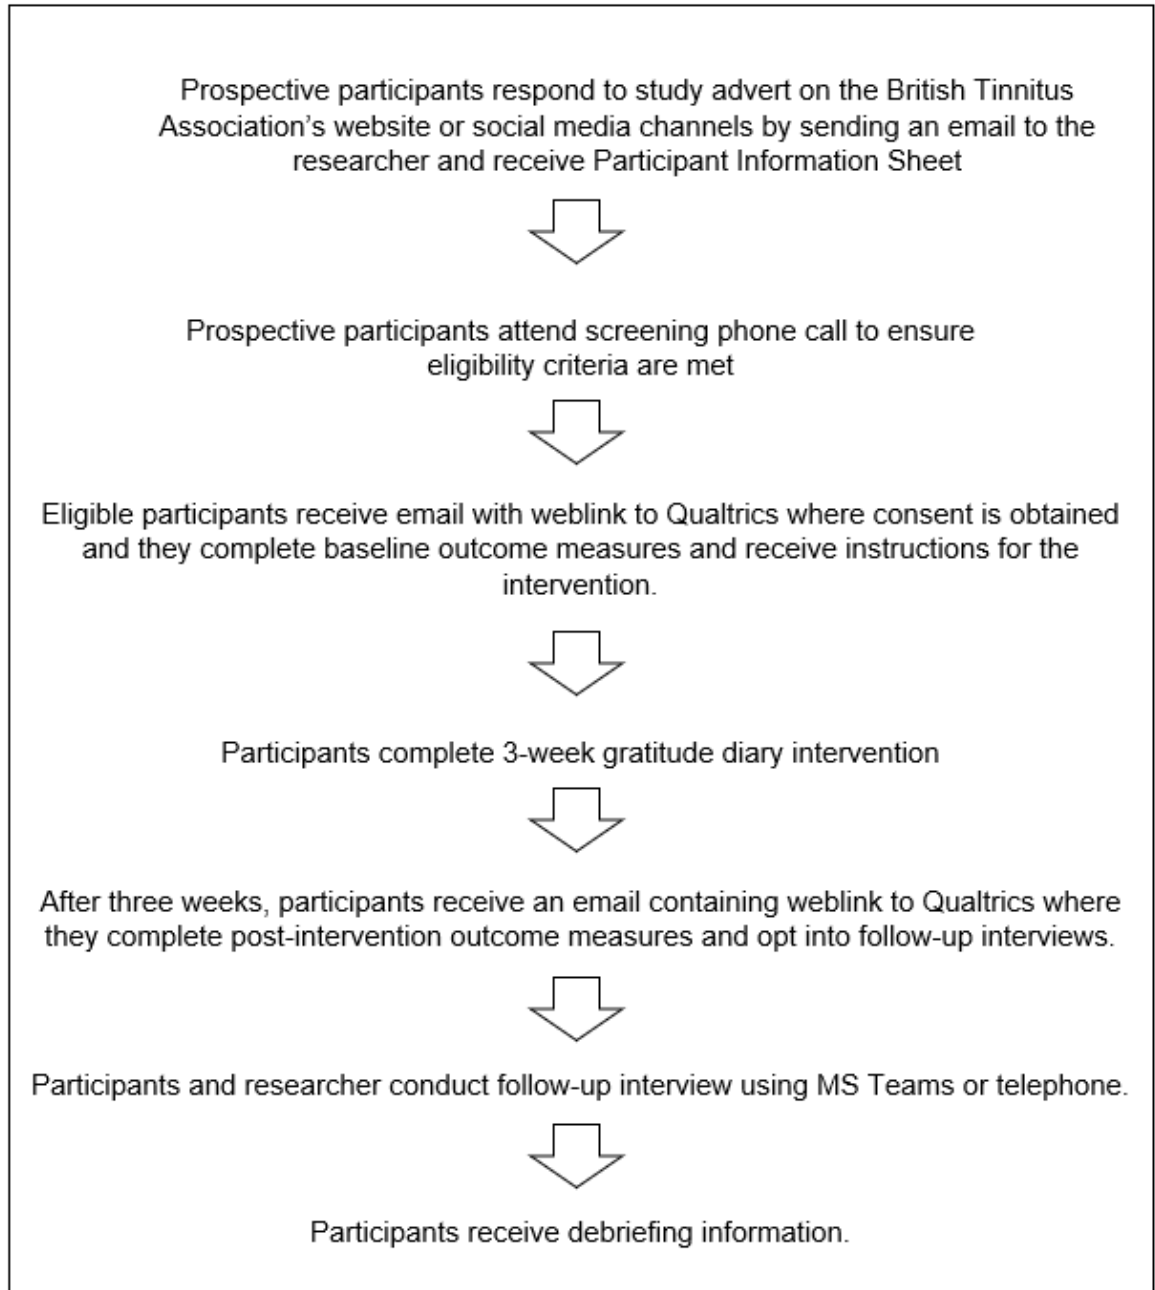 Prospective participants respond to study advert on the British Tinnitus
Association's website or social media channels by sending an email to the
researcher and receive Participant Information Sheet
Prospective participants attend screening phone call to ensure
eligibility criteria are met
Eligible participants receive email with weblink to Qualtrics where consent is obtained
and they complete baseline outcome measures and receive instructions for the
intervention.
Participants complete 3-week gratitude diary intervention
After three weeks, participants receive an email containing weblink to Qualtrics where
they complete post-intervention outcome measures and opt into follow-up interviews.
Participants and researcher conduct follow-up interview using MS Teams or telephone.
Participants receive debriefing information.